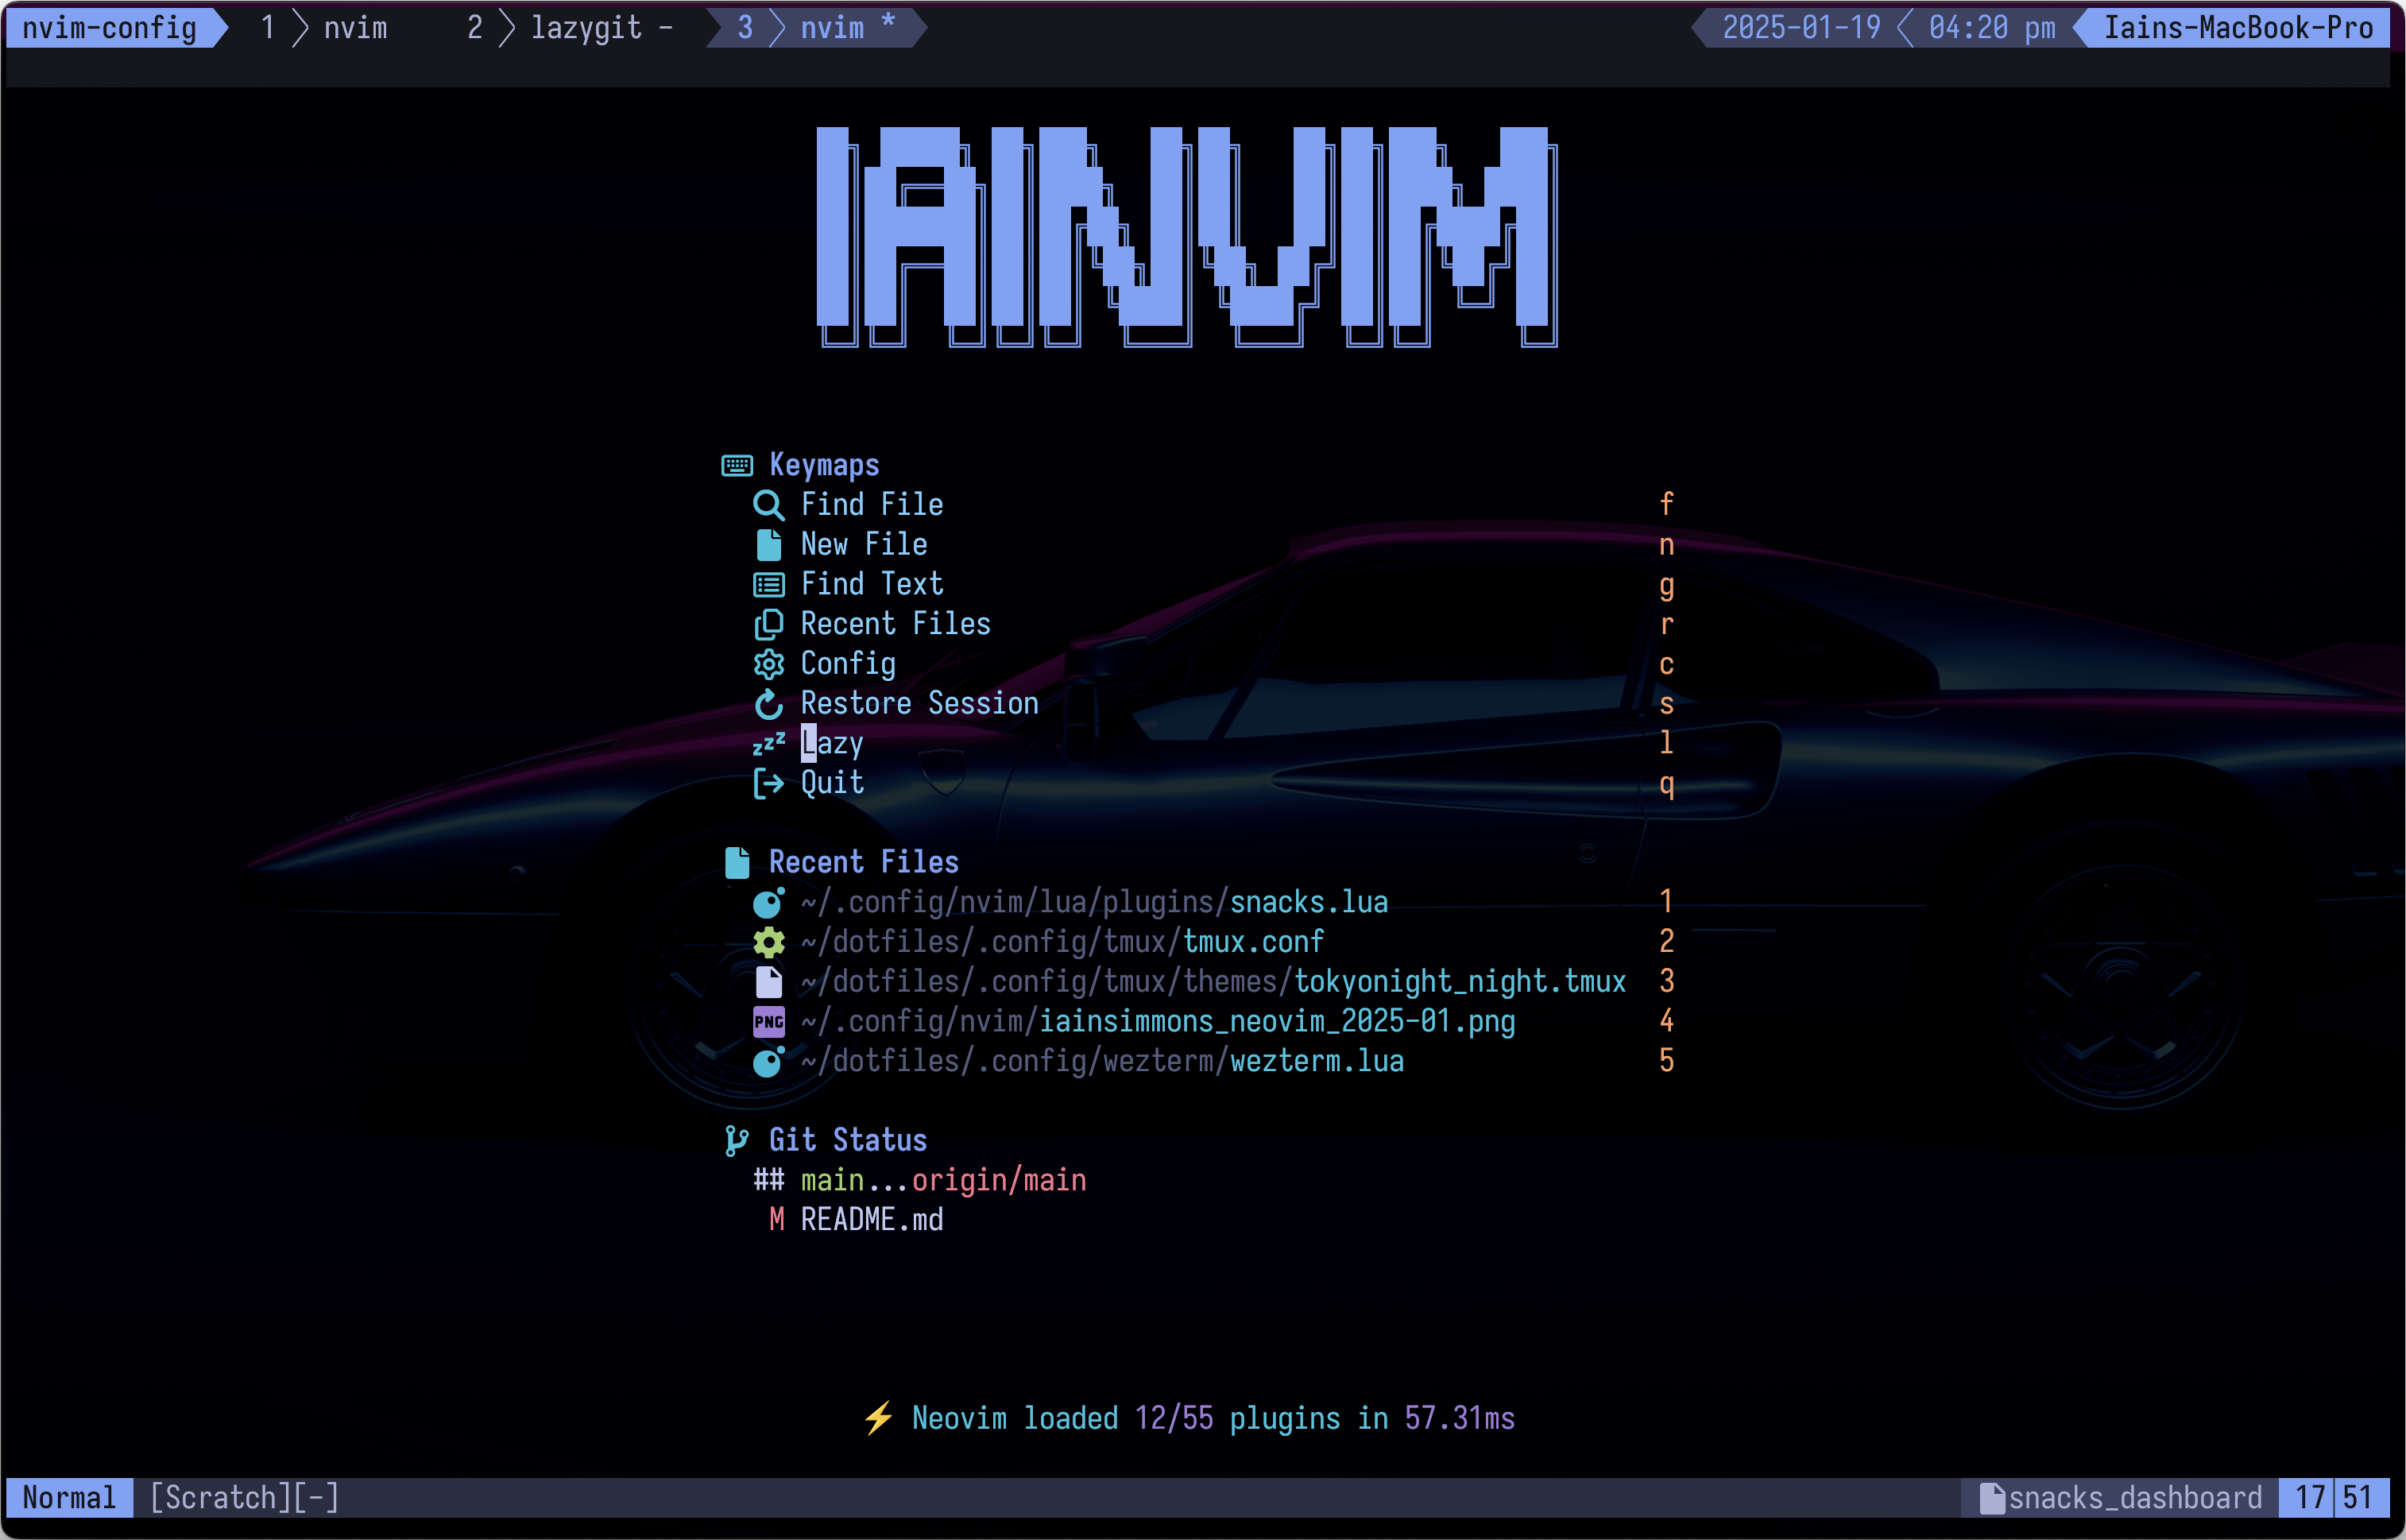 nvim-config 1 nvim 2 lazygit - 3 nvim * 2025-01-19 04:20 pm Iains-MacBook-Pro
IAINVIM
Keymaps
Find File f
New File n
Find Text g
Recent Files r
Config c
Restore Session s
zzz Lazy l
Quit q
Recent Files
~/.config/nvim/lua/plugins/snacks.lua 1
~/dotfiles/.config/tmux/tmux.conf 2
~/dotfiles/.config/tmux/themes/tokyonight_night.tmux 3
PNG ~/.config/nvim/iainsimmons_neovim_2025-01.png 4
~/dotfiles/.config/wezterm/wezterm.lua 5
Git Status
## main...origin/main
M README.md
⚡ Neovim loaded 12/55 plugins in 57.31ms
Normal [Scratch][-] snacks_dashboard 17 51